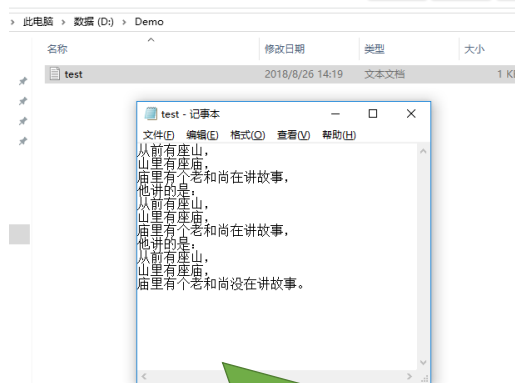 此电脑 > 数据 (D:) > Demo
名称 修改日期 类型 大小
test 2018/8/26 14:19 文本文档 1 K
test - 记事本
文件(F) 编辑(E) 格式(O) 查看(V) 帮助(H)
从前有座山，
山里有座庙，
庙里有个老和尚在讲故事，
他讲的是：
从前有座山，
山里有座庙，
庙里有个老和尚在讲故事，
他讲的是：
从前有座山，
山里有座庙，
庙里有个老和尚没在讲故事。